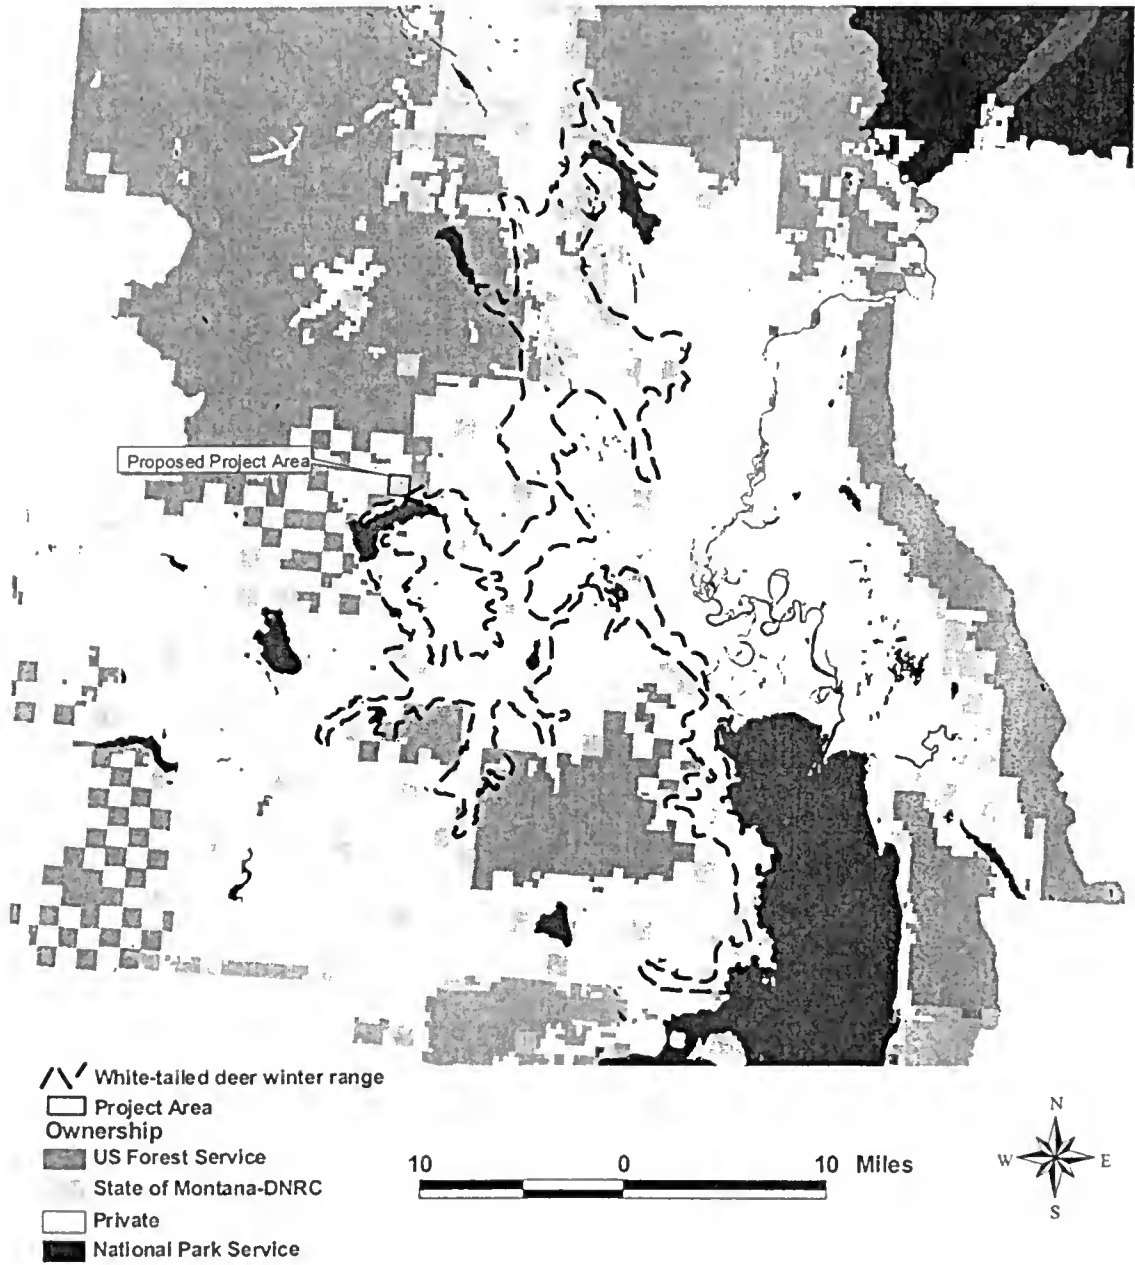 Proposed Project Area
White-tailed deer winter range
Project Area
Ownership
US Forest Service
State of Montana-DNRC
Private
National Park Service
10 0 10 Miles
N
W E
S